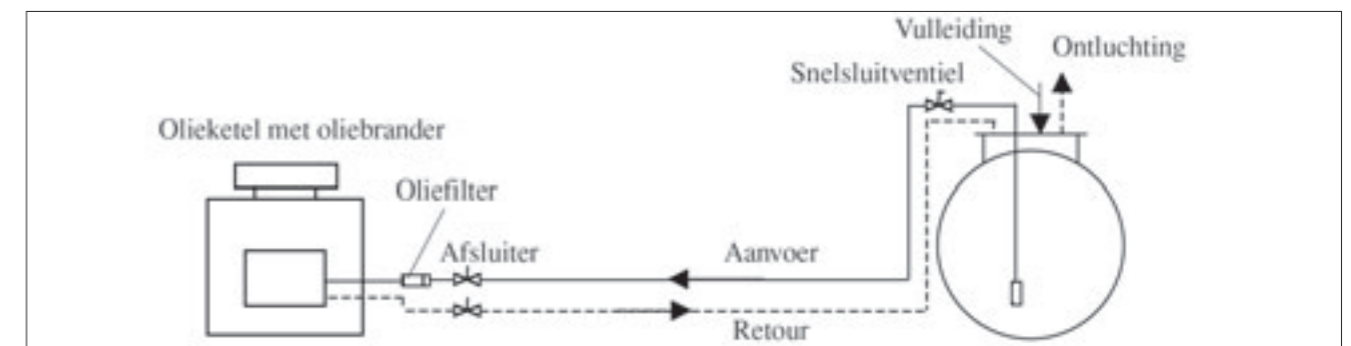 Vulleiding
Ontluchting
Snelsluitventiel
Olieketel met oliebrander
Oliefilter
Afsluiter
Aanvoer
Retour